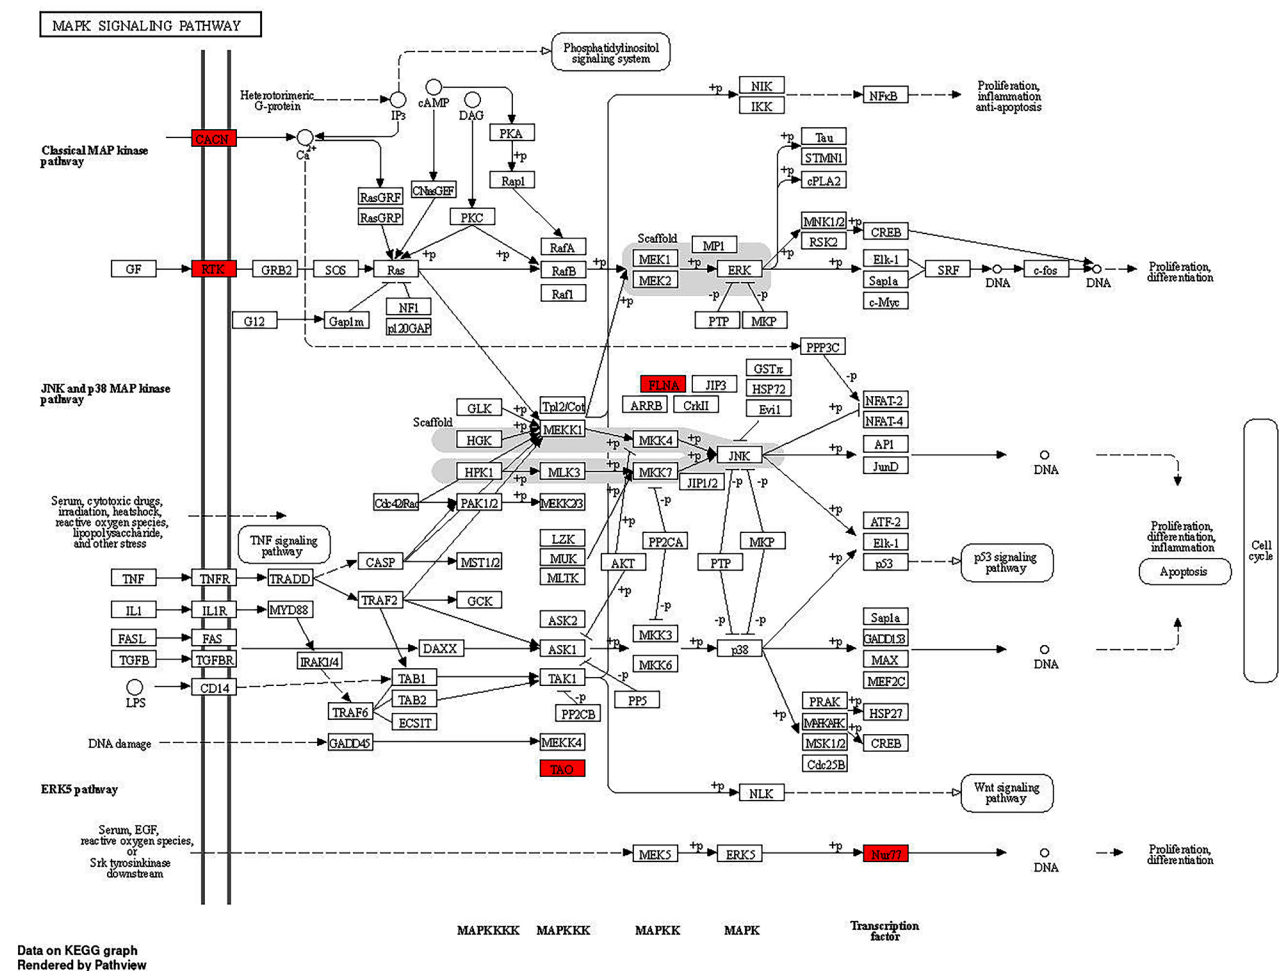 MAPK SIGNALING PATHWAY
Phosphatidylinositol
signaling system
Heterotorimeric
G-protein
IP3
cAMP
DAG
PKA
+p
NIK
IKK
NFκB
Proliferation,
inflammation
anti-apoptosis
CACN
Ca2+
Classical MAP kinase
pathway
+p
Rap1
+p
Tau
STMN1
+p
cPLA2
RasGRF
RasGRP
CNasGEF
PKC
MNK1/2
+p
RSK2
CREB
Scaffold
MP1
RafA
RafB
Raf1
MEK1
MEK2
GF
RTK
GRB2
SOS
Ras
+p
+p
+p
+p
+p
ERK
+p
+p
Elk-1
Sap1a
c-Myc
SRF
DNA
c-fos
DNA
Proliferation,
differentiation
NF1
p120GAP
G12
Gap1m
+p
-p
-p
PTP
MKP
PPP3C
-p
JNK and p38 MAP kinase
pathway
FLNA
JIP3
ARRB
CrkII
GSTπ
HSP72
Evi1
NFAT-2
NFAT-4
+p
GLK
+p
Tpl2/Cot
Scaffold
+p
MEKK1
HGK
+p
+p
MKK4
+p
JNK
+p
AP1
JunD
DNA
HPK1
+p
MLK3
+p
MKK7
+p
JIP1/2
-p
-p
Cdc42/Rac
PAK1/2
+p
MEKK2/3
-p
+p
ATF-2
Elk-1
p53
+p
p53 signaling
pathway
Serum, cytotoxic drugs,
irradiation, heatshock,
reactive oxygen species,
lipopolysaccharide,
and other stress
TNF signaling
pathway
LZK
MUK
MLTK
+p
AKT
+p
PP2CA
-p
PTP
MKP
Proliferation,
differentiation,
inflammation
Apoptosis
Cell
cycle
CASP
MST1/2
TNF
TNFR
TRADD
TRAF2
GCK
IL1
IL1R
MYD88
ASK2
FASL
FAS
DAXX
ASK1
+p
MKK3
MKK6
+p
-p
-p
p38
+p
Sap1a
GADD153
MAX
MEF2C
DNA
TGFB
TGFBR
IRAK1/4
LPS
CD14
TAB1
TAK1
-p
PP5
TAB2
-p
PP2CB
TRAF6
ECSIT
+p
PRAK
+p
MAPKAPK
+p
MSK1/2
Cdc25B
HSP27
CREB
DNA damage
GADD45
MEKK4
TAO
ERK5 pathway
+p
NLK
Wnt signaling
pathway
Serum, EGF,
reactive oxygen species,
or
Srk tyrosinkinase
downstream
MEK5
+p
ERK5
+p
Nur77
DNA
Proliferation,
differentiation
MAPKKKK
MAPKKK
MAPKK
MAPK
Transcription
factor
Data on KEGG graph
Rendered by Pathview